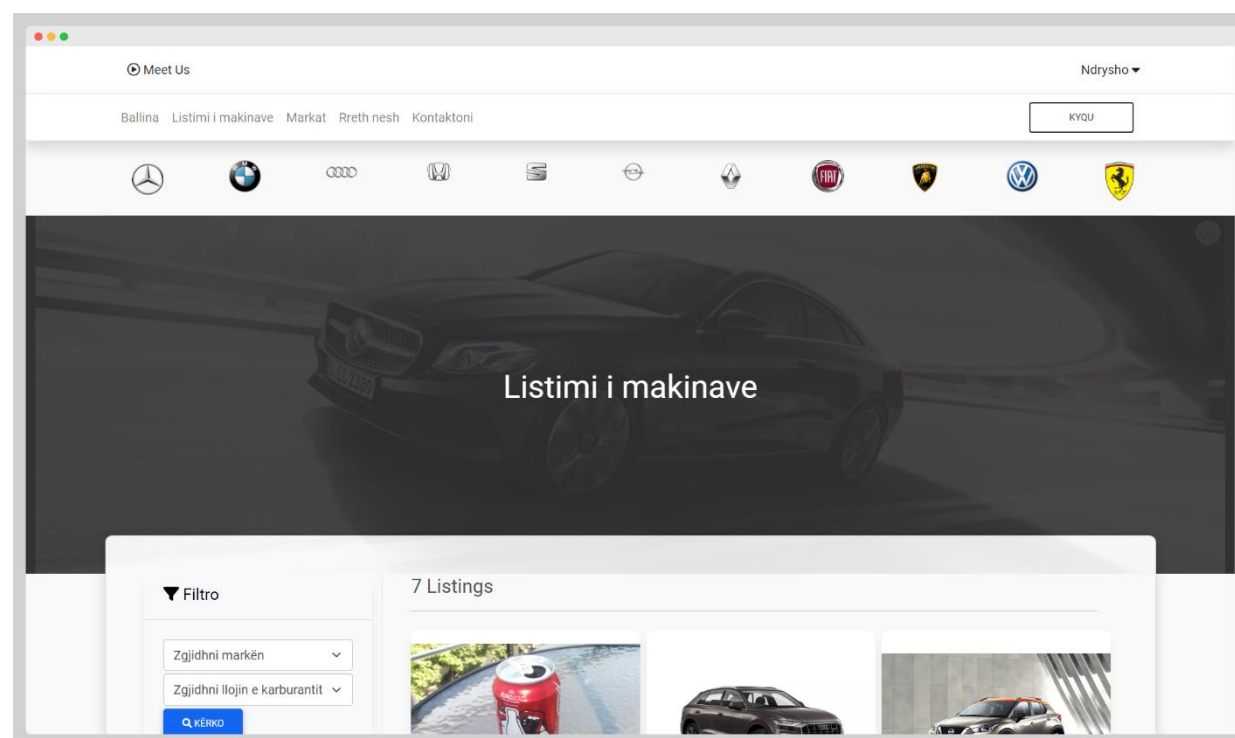 Meet Us
Ndrysho
Ballina Listimi i makinave Markat Rreth nesh Kontaktoni
KYQU
FIAT
Listimi i makinave
Filtro
7 Listings
Zgjidhni markën
Zgjidhni llojin e karburantit
KËRKO